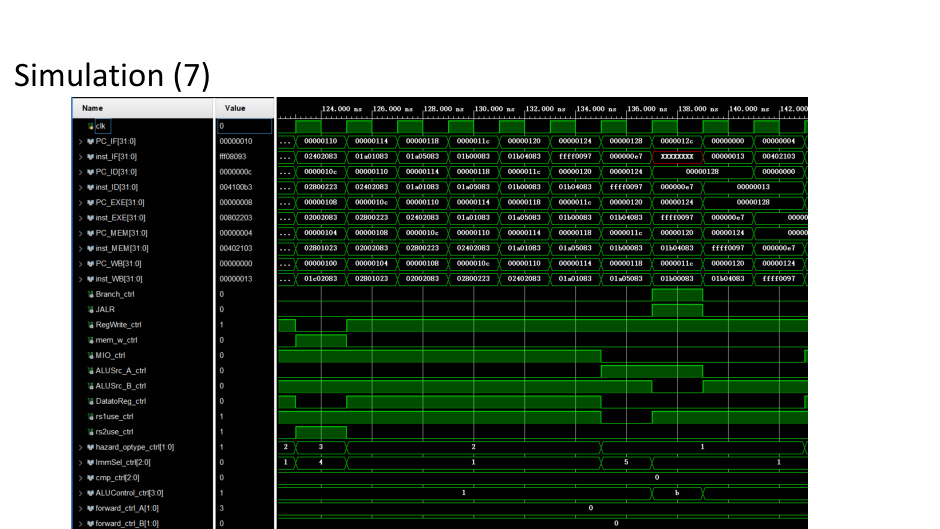 Simulation (7)
Name Value 124.000 ns 126.000 ns 128.000 ns 130.000 ns 132.000 ns 134.000 ns 136.000 ns 138.000 ns 140.000 ns 142.000
clk 0
PC_IF[31:0] 00000010 ... 00000110 00000114 00000118 0000011c 00000120 00000124 00000128 0000012c 00000000 00000004
inst_IF[31:0] fff08093 ... 02402083 01a01083 01a05083 01b00083 01b04083 ffff0097 000000e7 XXXXXXXX 00000013 00402103
PC_ID[31:0] 0000000c ... 0000010c 00000110 00000114 00000118 0000011c 00000120 00000124 00000128 00000000
inst_ID[31:0] 004100b3 ... 02800223 02402083 01a01083 01a05083 01b00083 01b04083 ffff0097 000000e7 00000013
PC_EXE[31:0] 00000008 ... 00000108 0000010c 00000110 00000114 00000118 0000011c 00000120 00000124 00000128
inst_EXE[31:0] 00802203 ... 02002083 02800223 02402083 01a01083 01a05083 01b00083 01b04083 ffff0097 000000e7 0000
PC_MEM[31:0] 00000004 ... 00000104 00000108 0000010c 00000110 00000114 00000118 0000011c 00000120 00000124 0000
inst_MEM[31:0] 00402103 ... 02801023 02002083 02800223 02402083 01a01083 01a05083 01b00083 01b04083 ffff0097 000000e7
PC_WB[31:0] 00000000 ... 00000100 00000104 00000108 0000010c 00000110 00000114 00000118 0000011c 00000120 00000124
inst_WB[31:0] 00000013 ... 01c02083 02801023 02002083 02800223 02402083 01a01083 01a05083 01b00083 01b04083 ffff0097
Branch_ctrl 0
JALR 0
RegWrite_ctrl 1
mem_w_ctrl 0
MIO_ctrl 0
ALUSrc_A_ctrl 0
ALUSrc_B_ctrl 0
DatatoReg_ctrl 0
rs1use_ctrl 1
rs2use_ctrl 1
hazard_optype_ctrl[1:0] 1 2 3 2 1
ImmSel_ctrl[2:0] 0 1 4 1 5 1
cmp_ctrl[2:0] 0 0
ALUControl_ctrl[3:0] 1 1 b
forward_ctrl_A[1:0] 3 0
forward_ctrl_B[1:0] 0 0